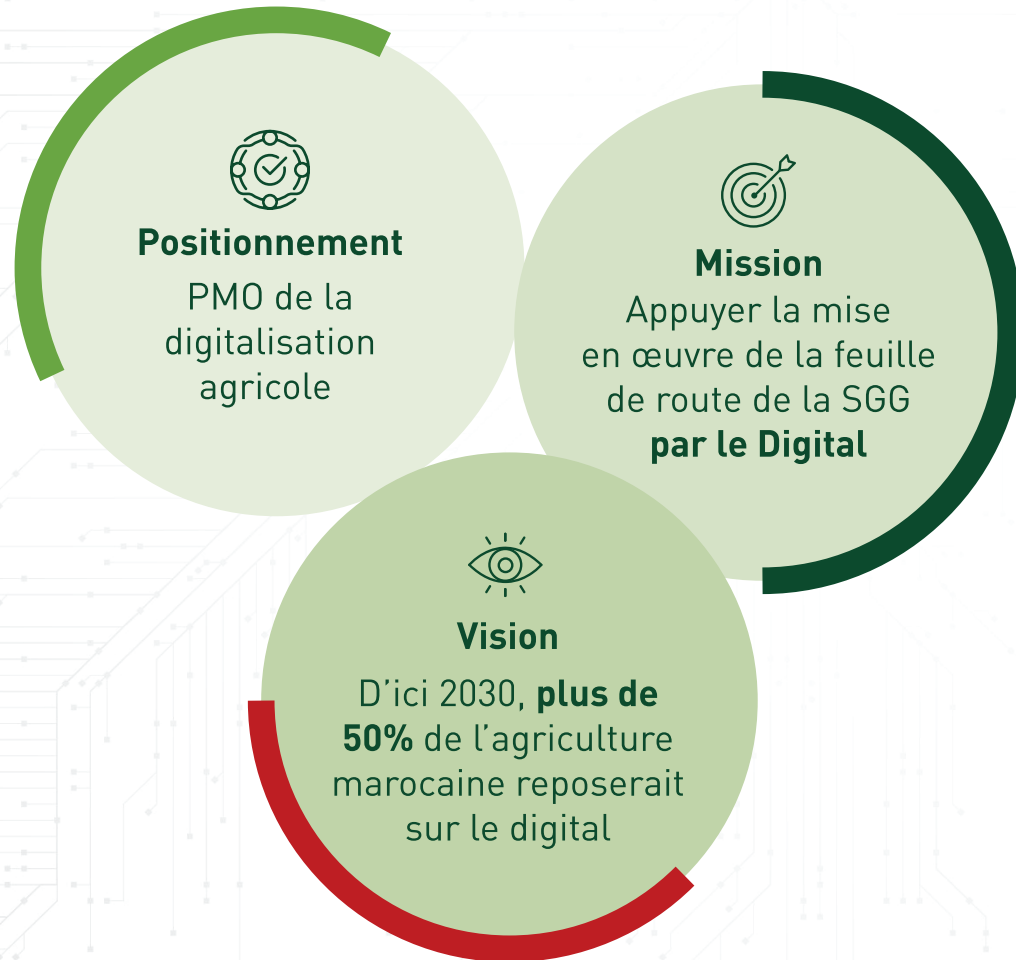 Positionnement
PMO de la
digitalisation
agricole
Mission
Appuyer la mise
en œuvre de la feuille
de route de la SGG
par le Digital
Vision
D’ici 2030, plus de
50% de l’agriculture
marocaine reposerait
sur le digital